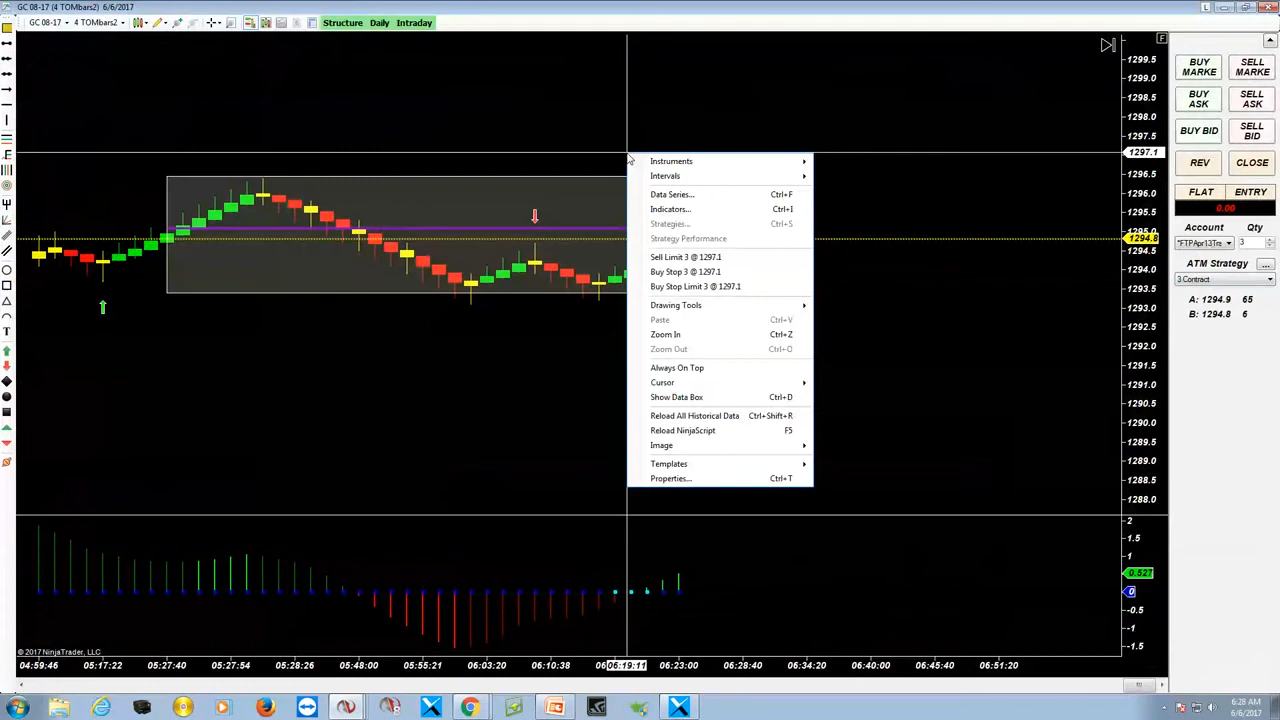 GC 08-17 (4 TOMbars2) 6/6/2017
L
GC 08-17
4 TOMbars2
Structure Daily Intraday
F
1299.5
1299.0
1298.5
1298.0
1297.5
1297.1
1296.5
1296.0
1295.5
1295.0
1294.8
1294.5
1294.0
1293.5
1293.0
1292.5
1292.0
1291.5
1291.0
1290.5
1290.0
1289.5
1289.0
1288.5
1288.0
2
1.5
1
0.527
0
-0.5
-1
-1.5
Instruments
Intervals
Data Series... Ctrl+F
Indicators... Ctrl+I
Strategies... Ctrl+S
Strategy Performance
Sell Limit 3 @ 1297.1
Buy Stop 3 @ 1297.1
Buy Stop Limit 3 @ 1297.1
Drawing Tools
Paste Ctrl+V
Zoom In Ctrl+Z
Zoom Out Ctrl+O
Always On Top
Cursor
Show Data Box Ctrl+D
Reload All Historical Data Ctrl+Shift+R
Reload NinjaScript F5
Image
Templates
Properties... Ctrl+T
BUY MARKE
SELL MARKE
BUY ASK
SELL ASK
BUY BID
SELL BID
REV
CLOSE
FLAT ENTRY
0.00
Account Qty
*FTPApr13Tra 3
ATM Strategy ...
3 Contract
A: 1294.9 65
B: 1294.8 6
© 2017 NinjaTrader, LLC
04:59:46 05:17:22 05:27:40 05:27:54 05:28:26 05:48:00 05:55:21 06:03:20 06:10:38 06:19:11 06:23:00 06:28:40 06:34:20 06:40:00 06:45:40 06:51:20
6:28 AM
6/6/2017